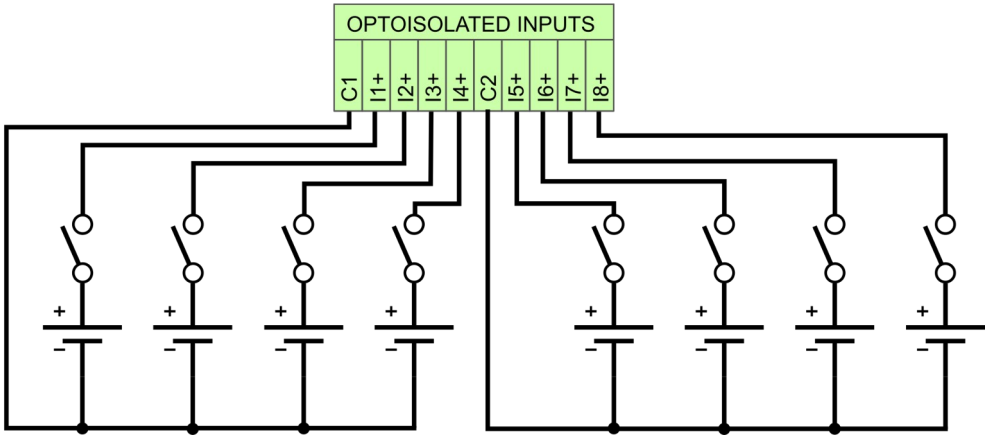 OPTOISOLATED INPUTS
C1 I1+ I2+ I3+ I4+ C2 I5+ I6+ I7+ I8+
+ + + + + + + +
– – – – – – – –